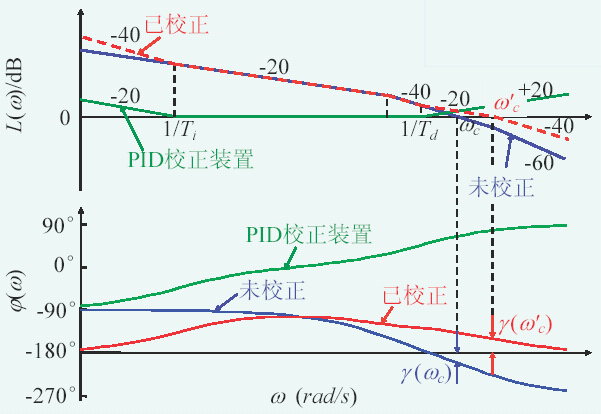 L(ω)/dB
-40
已校正
-20
-20
-40
-20
ω'c
+20
0
1/Ti
1/Td
ωc
-40
PID校正装置
-60
未校正
φ(ω)
90°
PID校正装置
0°
未校正
已校正
-90°
γ(ω'c)
-180°
γ(ωc)
-270°
ω (rad/s)